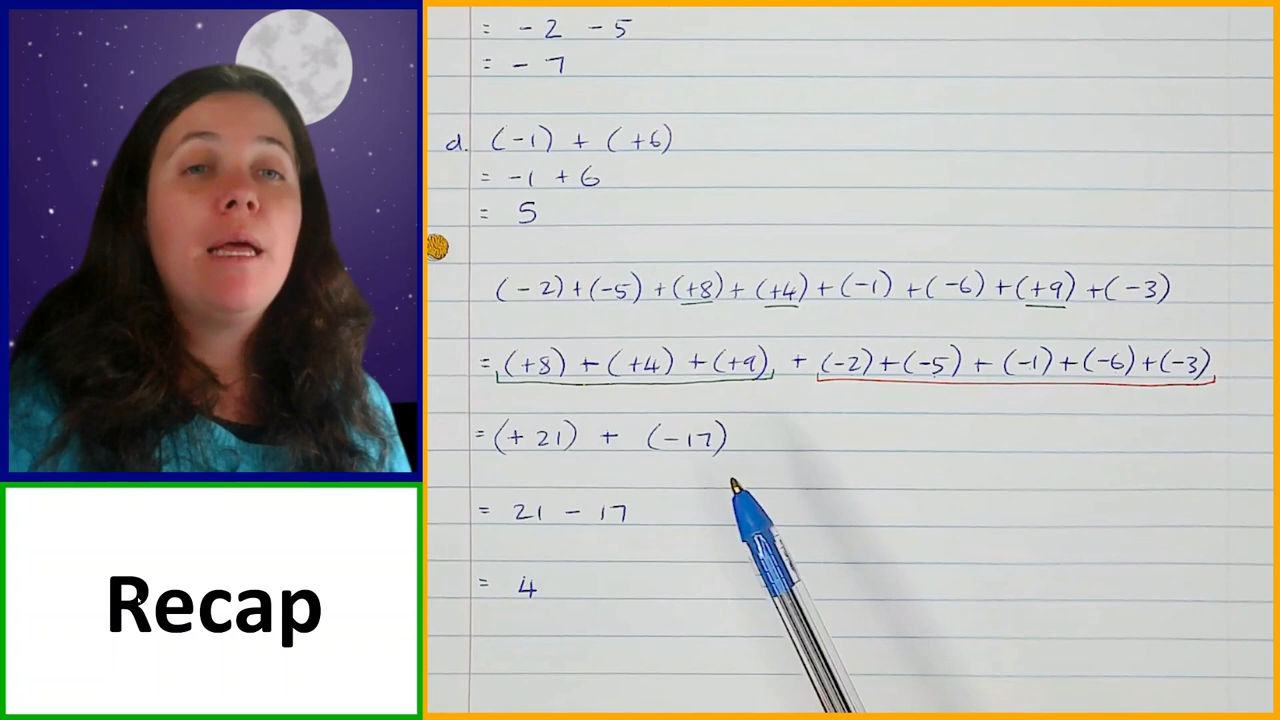 = - 2 - 5
= - 7
d. (-1) + (+6)
= -1 + 6
= 5
(-2)+(-5)+(+8)+(+4)+(-1)+(-6)+(+9)+(-3)
=(+8)+(+4)+(+9) + (-2)+(-5)+(-1)+(-6)+(-3)
=(+21) + (-17)
= 21 - 17
= 4
Recap